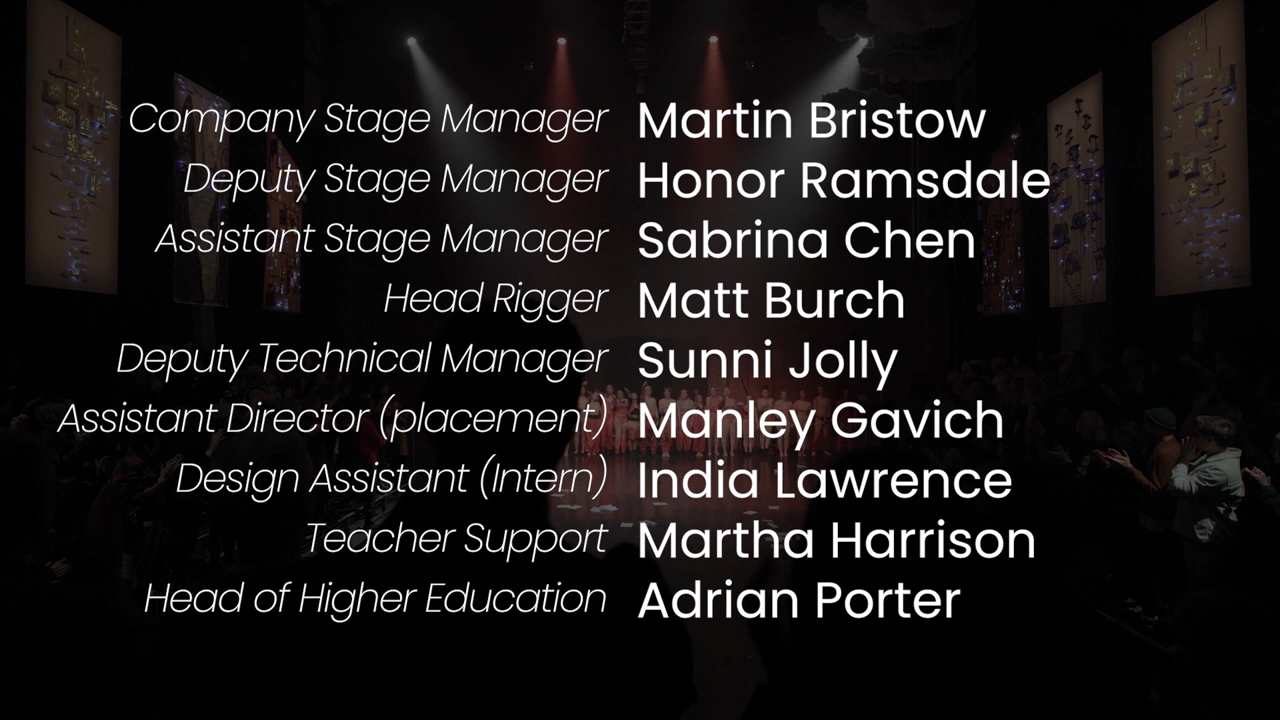 Company Stage Manager Martin Bristow
Deputy Stage Manager Honor Ramsdale
Assistant Stage Manager Sabrina Chen
Head Rigger Matt Burch
Deputy Technical Manager Sunni Jolly
Assistant Director (placement) Manley Gavich
Design Assistant (Intern) India Lawrence
Teacher Support Martha Harrison
Head of Higher Education Adrian Porter